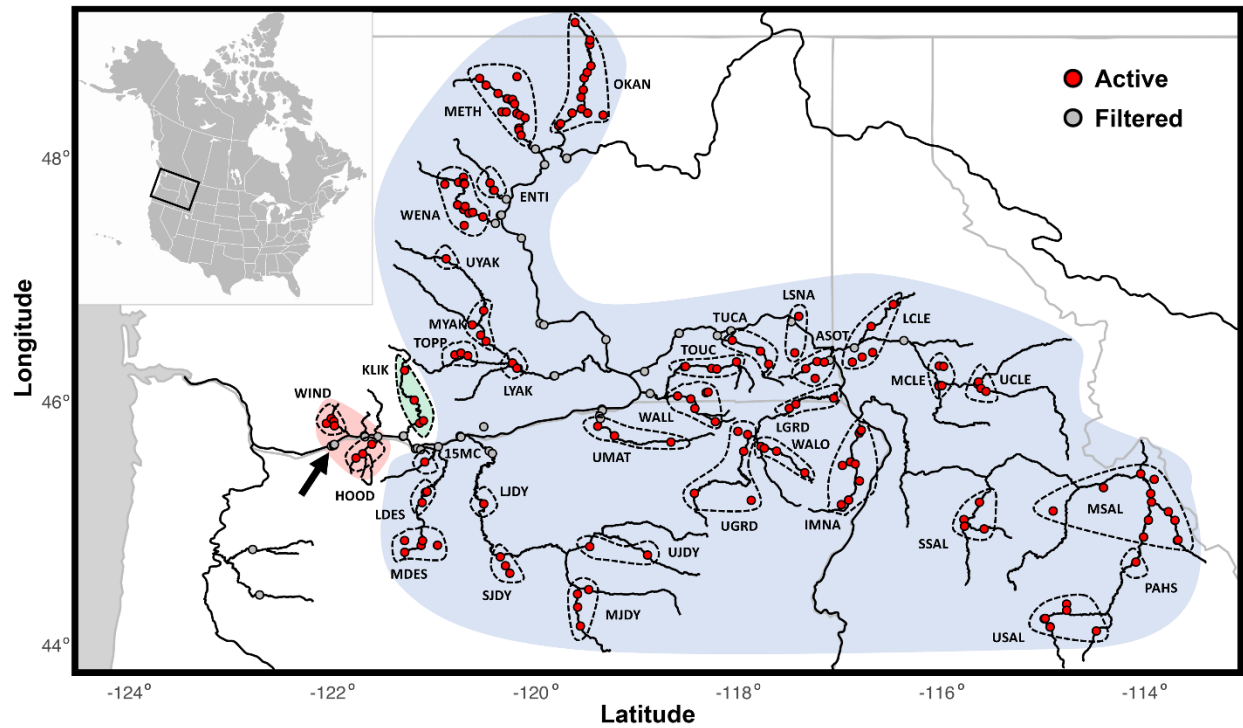 Active
Filtered
OKAN
METH
48°
ENTI
WENA
UYAK
LSNA
TUCA
LCLE
MYAK
ASOT
TOPP
TOUC
KLIK
LYAK
MCLE
UCLE
46°
WIND
WALL
LGRD
WALO
15MC
UMAT
HOOD
LJDY
MSAL
LDES
UGRD
IMNA
SSAL
MDES
UJDY
SJDY
PAHS
MJDY
USAL
44°
Longitude
-124°
-122°
-120°
-118°
-116°
-114°
Latitude